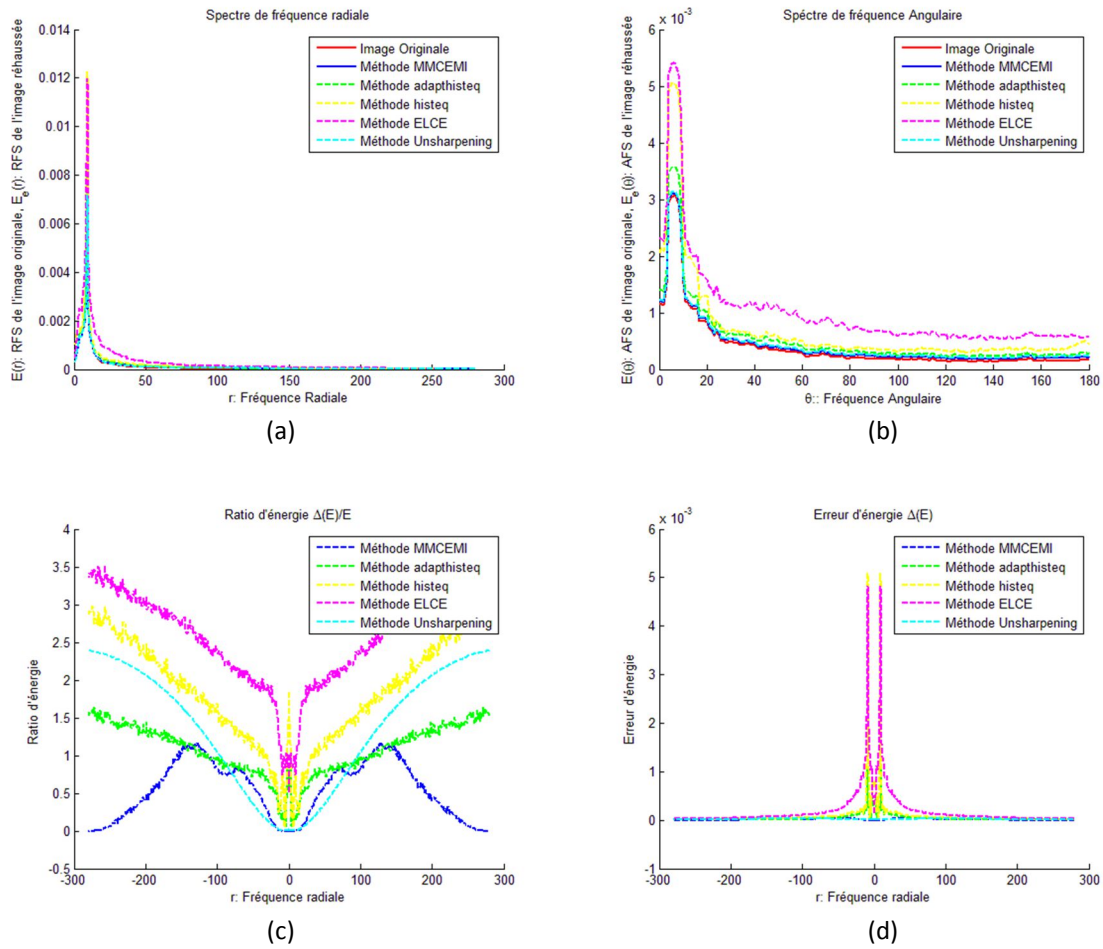 Spectre de fréquence radiale
E(r): RFS de l'image originale, E_e(r): RFS de l'image réhaussée
0.014
0.012
0.01
0.008
0.006
0.004
0.002
0
0 50 100 150 200 250 300
r: Fréquence Radiale
Image Originale
Méthode MMCEMI
Méthode adapthisteq
Méthode histeq
Méthode ELCE
Méthode Unsharpening
(a)
Spéctre de fréquence Angulaire
x 10^-3
E(θ): AFS de l'image originale, E_e(θ): AFS de l'image réhaussée
6
5
4
3
2
1
0
0 20 40 60 80 100 120 140 160 180
θ:: Fréquence Angulaire
Image Originale
Méthode MMCEMI
Méthode adapthisteq
Méthode histeq
Méthode ELCE
Méthode Unsharpening
(b)
Ratio d'énergie Δ(E)/E
Ratio d'énergie
4
3.5
3
2.5
2
1.5
1
0.5
0
-0.5
-300 -200 -100 0 100 200 300
r: Fréquence radiale
Méthode MMCEMI
Méthode adapthisteq
Méthode histeq
Méthode ELCE
Méthode Unsharpening
(c)
Erreur d'énergie Δ(E)
x 10^-3
Erreur d'énergie
6
5
4
3
2
1
0
-1
-300 -200 -100 0 100 200 300
r: Fréquence radiale
Méthode MMCEMI
Méthode adapthisteq
Méthode histeq
Méthode ELCE
Méthode Unsharpening
(d)